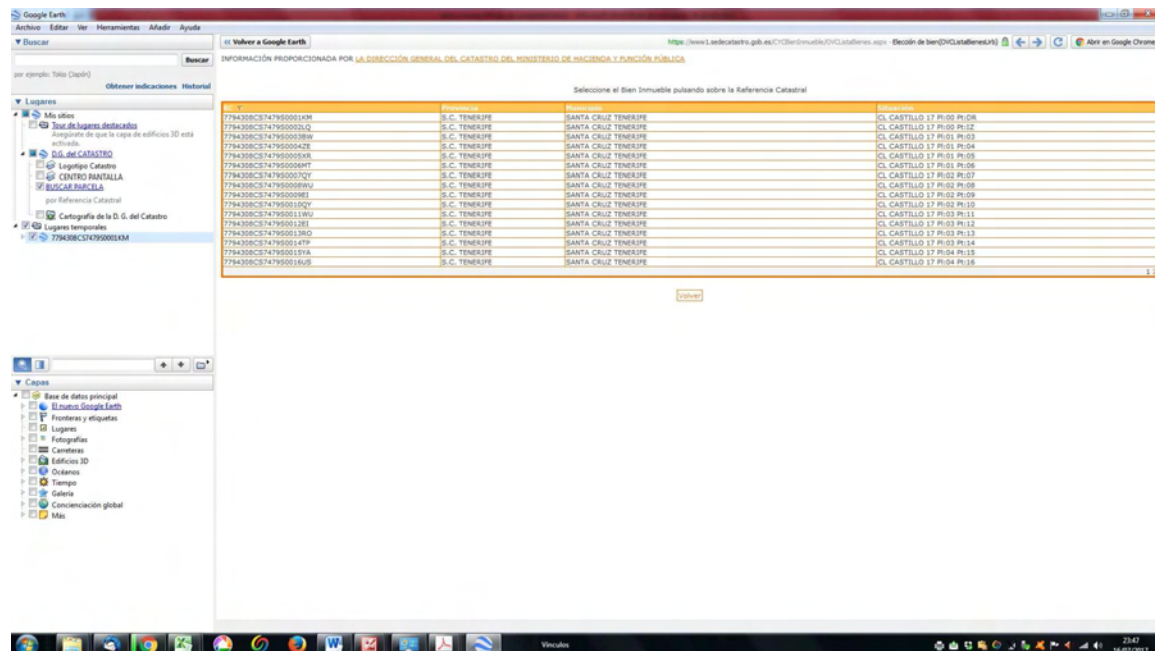 Google Earth
Archivo Editar Ver Herramientas Añadir Ayuda
▼ Buscar
Buscar
por ejemplo: Tokio (Japón)
Obtener indicaciones Historial
▼ Lugares
Mis sitios
Tour de lugares destacados
Asegúrate de que la capa de edificios 3D está
activada.
D.G. del CATASTRO
Logotipo Catastro
CENTRO PANTALLA
BUSCAR PARCELA
por Referencia Catastral
Cartografía de la D. G. del Catastro
Lugares temporales
7794308CS7479S0001KM
▼ Capas
Base de datos principal
El nuevo Google Earth
Fronteras y etiquetas
Lugares
Fotografías
Carreteras
Edificios 3D
Océanos
Tiempo
Galería
Concienciación global
Más
<< Volver a Google Earth
Elección de bien(OVCListaBienesUrb)
Abrir en Google Chrome
INFORMACIÓN PROPORCIONADA POR LA DIRECCIÓN GENERAL DEL CATASTRO DEL MINISTERIO DE HACIENDA Y FUNCIÓN PÚBLICA
Seleccione el Bien Inmueble pulsando sobre la Referencia Catastral
RC Provincia Municipio Situación
7794308CS7479S0001KM S.C. TENERIFE SANTA CRUZ TENERIFE CL CASTILLO 17 Pl:00 Pt:DR
7794308CS7479S0002LQ S.C. TENERIFE SANTA CRUZ TENERIFE CL CASTILLO 17 Pl:00 Pt:IZ
7794308CS7479S0003BW S.C. TENERIFE SANTA CRUZ TENERIFE CL CASTILLO 17 Pl:01 Pt:03
7794308CS7479S0004ZE S.C. TENERIFE SANTA CRUZ TENERIFE CL CASTILLO 17 Pl:01 Pt:04
7794308CS7479S0005XR S.C. TENERIFE SANTA CRUZ TENERIFE CL CASTILLO 17 Pl:01 Pt:05
7794308CS7479S0006MT S.C. TENERIFE SANTA CRUZ TENERIFE CL CASTILLO 17 Pl:01 Pt:06
7794308CS7479S0007QY S.C. TENERIFE SANTA CRUZ TENERIFE CL CASTILLO 17 Pl:02 Pt:07
7794308CS7479S0008WU S.C. TENERIFE SANTA CRUZ TENERIFE CL CASTILLO 17 Pl:02 Pt:08
7794308CS7479S0009EI S.C. TENERIFE SANTA CRUZ TENERIFE CL CASTILLO 17 Pl:02 Pt:09
7794308CS7479S0010QY S.C. TENERIFE SANTA CRUZ TENERIFE CL CASTILLO 17 Pl:02 Pt:10
7794308CS7479S0011WU S.C. TENERIFE SANTA CRUZ TENERIFE CL CASTILLO 17 Pl:03 Pt:11
7794308CS7479S0012EI S.C. TENERIFE SANTA CRUZ TENERIFE CL CASTILLO 17 Pl:03 Pt:12
7794308CS7479S0013RO S.C. TENERIFE SANTA CRUZ TENERIFE CL CASTILLO 17 Pl:03 Pt:13
7794308CS7479S0014TP S.C. TENERIFE SANTA CRUZ TENERIFE CL CASTILLO 17 Pl:03 Pt:14
7794308CS7479S0015YA S.C. TENERIFE SANTA CRUZ TENERIFE CL CASTILLO 17 Pl:04 Pt:15
7794308CS7479S0016US S.C. TENERIFE SANTA CRUZ TENERIFE CL CASTILLO 17 Pl:04 Pt:16
Volver
Vínculos
23:47